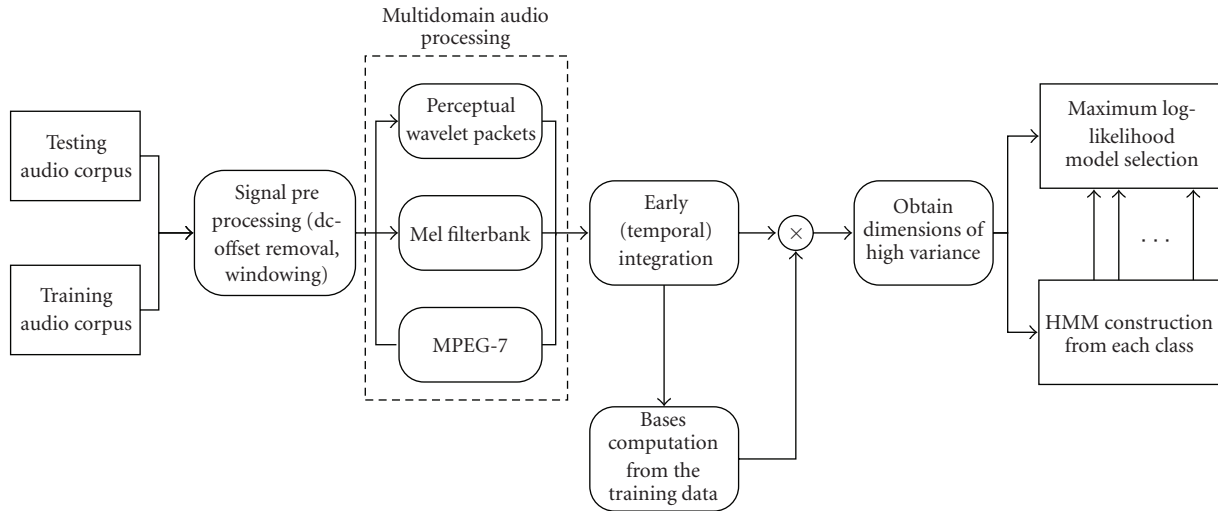 Multidomain audio
processing
Testing
audio corpus
Training
audio corpus
Signal pre
processing (dc-
offset removal,
windowing)
Perceptual
wavelet packets
Mel filterbank
MPEG-7
Early
(temporal)
integration
Bases
computation
from the
training data
×
Obtain
dimensions of
high variance
Maximum log-
likelihood
model selection
. . .
HMM construction
from each class